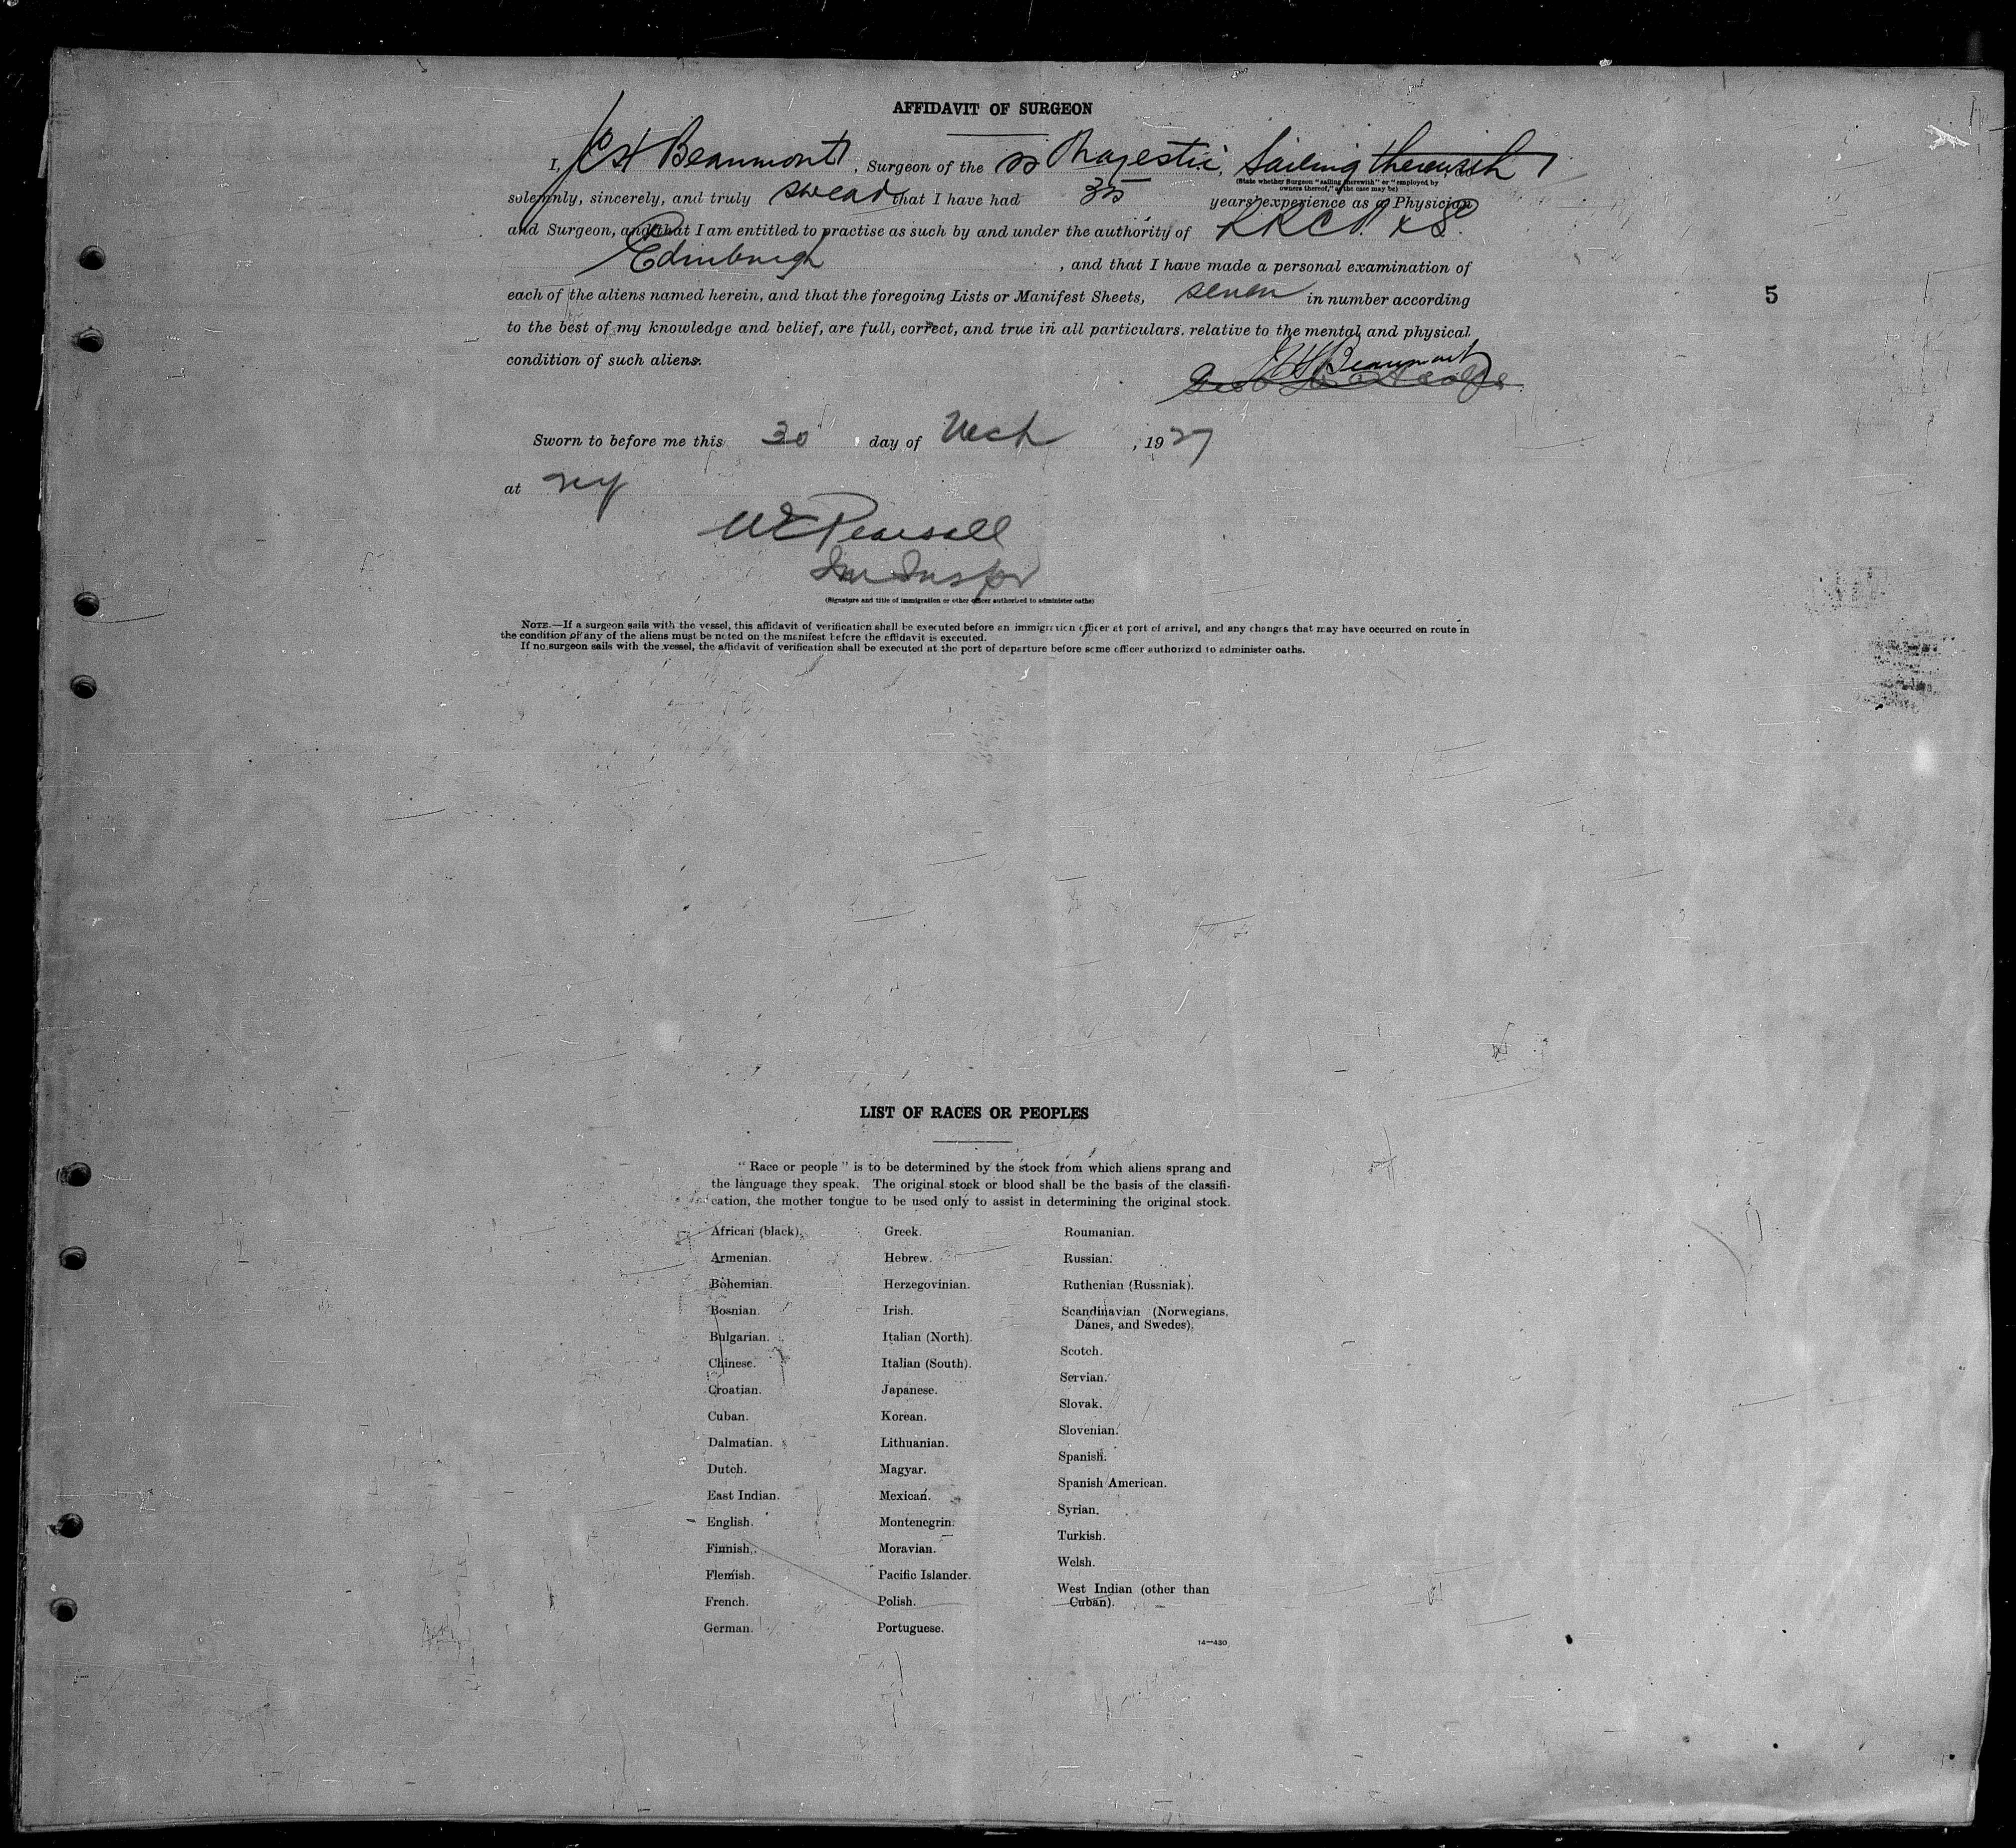 AFFIDAVIT OF SURGEON
I, E H Beaumont, Surgeon of the SS Majestic, Sailing therewith
(State whether Surgeon "sailing therewith" or "employed by
owners thereof," as the case may be)
solemnly, sincerely, and truly swear that I have had 35 years' experience as a Physician
and Surgeon, and that I am entitled to practise as such by and under the authority of LRCP. & S.
Edinburgh, and that I have made a personal examination of
each of the aliens named herein, and that the foregoing Lists or Manifest Sheets, seven in number according
5
to the best of my knowledge and belief, are full, correct, and true in all particulars, relative to the mental and physical
condition of such aliens.
E H Beaumont
Sworn to before me this 30 day of Mch, 1927
at NY
WE Pearsall
Im Inspr
(Signature and title of immigration or other officer authorized to administer oaths)
NOTE.—If a surgeon sails with the vessel, this affidavit of verification shall be executed before an immigration officer at port of arrival, and any changes that may have occurred en route in
the condition of any of the aliens must be noted on the manifest before the affidavit is executed.
If no surgeon sails with the vessel, the affidavit of verification shall be executed at the port of departure before some officer authorized to administer oaths.
LIST OF RACES OR PEOPLES
"Race or people" is to be determined by the stock from which aliens sprang and
the language they speak. The original stock or blood shall be the basis of the classifi-
cation, the mother tongue to be used only to assist in determining the original stock.
African (black).
Armenian.
Bohemian.
Bosnian.
Bulgarian.
Chinese.
Croatian.
Cuban.
Dalmatian.
Dutch.
East Indian.
English.
Finnish.
Flemish.
French.
German.
Greek.
Hebrew.
Herzegovinian.
Irish.
Italian (North).
Italian (South).
Japanese.
Korean.
Lithuanian.
Magyar.
Mexican.
Montenegrin.
Moravian.
Pacific Islander.
Polish.
Portuguese.
Roumanian.
Russian.
Ruthenian (Russniak).
Scandinavian (Norwegians,
Danes, and Swedes).
Scotch.
Servian.
Slovak.
Slovenian.
Spanish.
Spanish American.
Syrian.
Turkish.
Welsh.
West Indian (other than
Cuban).
14—430